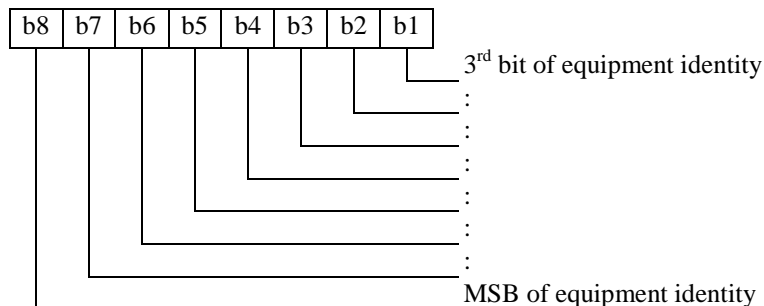 b8 b7 b6 b5 b4 b3 b2 b1
3rd bit of equipment identity
:
:
:
:
:
:
MSB of equipment identity